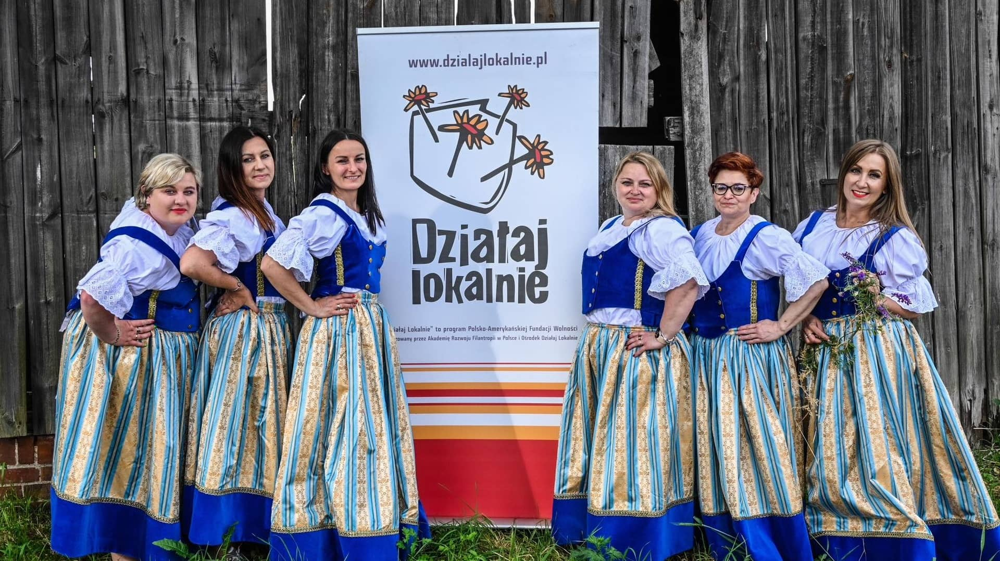 www.dzialajlokalnie.pl
Działaj
lokalnie
Lokalnie” to program Polsko-Amerykańskiej Fundacji Wolności
przez Akademię Rozwoju Filantropii w Polsce i Ośrodek Działaj Lokalnie